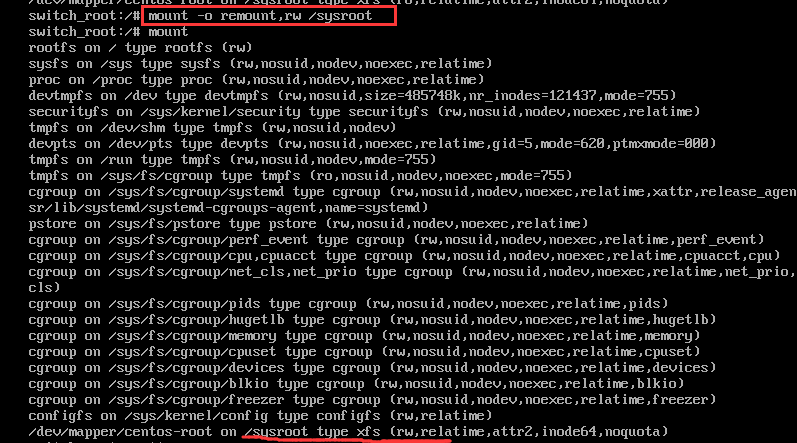 /dev/mapper/centos-root on /sysroot type xfs (ro,relatime,attr2,inode64,noquota)
switch_root:/# mount -o remount,rw /sysroot
switch_root:/# mount
rootfs on / type rootfs (rw)
sysfs on /sys type sysfs (rw,nosuid,nodev,noexec,relatime)
proc on /proc type proc (rw,nosuid,nodev,noexec,relatime)
devtmpfs on /dev type devtmpfs (rw,nosuid,size=485748k,nr_inodes=121437,mode=755)
securityfs on /sys/kernel/security type securityfs (rw,nosuid,nodev,noexec,relatime)
tmpfs on /dev/shm type tmpfs (rw,nosuid,nodev)
devpts on /dev/pts type devpts (rw,nosuid,noexec,relatime,gid=5,mode=620,ptmxmode=000)
tmpfs on /run type tmpfs (rw,nosuid,nodev,mode=755)
tmpfs on /sys/fs/cgroup type tmpfs (ro,nosuid,nodev,noexec,mode=755)
cgroup on /sys/fs/cgroup/systemd type cgroup (rw,nosuid,nodev,noexec,relatime,xattr,release_agen
sr/lib/systemd/systemd-cgroups-agent,name=systemd)
pstore on /sys/fs/pstore type pstore (rw,nosuid,nodev,noexec,relatime)
cgroup on /sys/fs/cgroup/perf_event type cgroup (rw,nosuid,nodev,noexec,relatime,perf_event)
cgroup on /sys/fs/cgroup/cpu,cpuacct type cgroup (rw,nosuid,nodev,noexec,relatime,cpuacct,cpu)
cgroup on /sys/fs/cgroup/net_cls,net_prio type cgroup (rw,nosuid,nodev,noexec,relatime,net_prio,
cls)
cgroup on /sys/fs/cgroup/pids type cgroup (rw,nosuid,nodev,noexec,relatime,pids)
cgroup on /sys/fs/cgroup/hugetlb type cgroup (rw,nosuid,nodev,noexec,relatime,hugetlb)
cgroup on /sys/fs/cgroup/memory type cgroup (rw,nosuid,nodev,noexec,relatime,memory)
cgroup on /sys/fs/cgroup/cpuset type cgroup (rw,nosuid,nodev,noexec,relatime,cpuset)
cgroup on /sys/fs/cgroup/devices type cgroup (rw,nosuid,nodev,noexec,relatime,devices)
cgroup on /sys/fs/cgroup/blkio type cgroup (rw,nosuid,nodev,noexec,relatime,blkio)
cgroup on /sys/fs/cgroup/freezer type cgroup (rw,nosuid,nodev,noexec,relatime,freezer)
configfs on /sys/kernel/config type configfs (rw,relatime)
/dev/mapper/centos-root on /sysroot type xfs (rw,relatime,attr2,inode64,noquota)